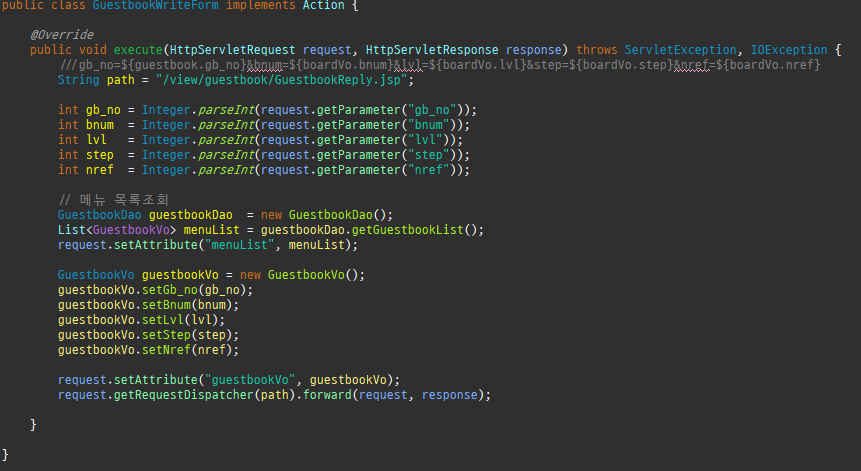 public class GuestbookWriteForm implements Action {
@Override
public void execute(HttpServletRequest request, HttpServletResponse response) throws ServletException, IOException {
///gb_no=${guestbook.gb_no}&bnum=${boardVo.bnum}&lvl=${boardVo.lvl}&step=${boardVo.step}&nref=${boardVo.nref}
String path = "/view/guestbook/GuestbookReply.jsp";
int gb_no = Integer.parseInt(request.getParameter("gb_no"));
int bnum = Integer.parseInt(request.getParameter("bnum"));
int lvl = Integer.parseInt(request.getParameter("lvl"));
int step = Integer.parseInt(request.getParameter("step"));
int nref = Integer.parseInt(request.getParameter("nref"));
// 메뉴 목록조회
GuestbookDao guestbookDao = new GuestbookDao();
List<GuestbookVo> menuList = guestbookDao.getGuestbookList();
request.setAttribute("menuList", menuList);
GuestbookVo guestbookVo = new GuestbookVo();
guestbookVo.setGb_no(gb_no);
guestbookVo.setBnum(bnum);
guestbookVo.setLvl(lvl);
guestbookVo.setStep(step);
guestbookVo.setNref(nref);
request.setAttribute("guestbookVo", guestbookVo);
request.getRequestDispatcher(path).forward(request, response);
}
}